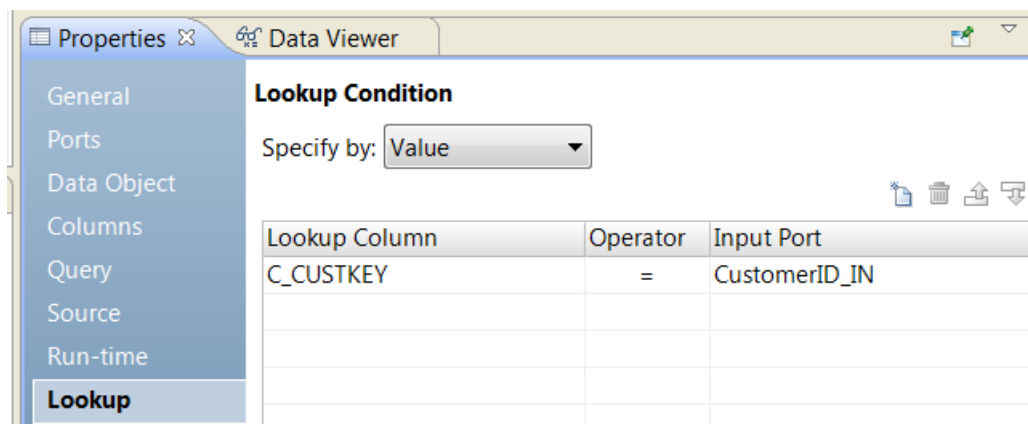 Properties Data Viewer
General
Ports
Data Object
Columns
Query
Source
Run-time
Lookup
Lookup Condition
Specify by: Value
Lookup Column Operator Input Port
C_CUSTKEY = CustomerID_IN